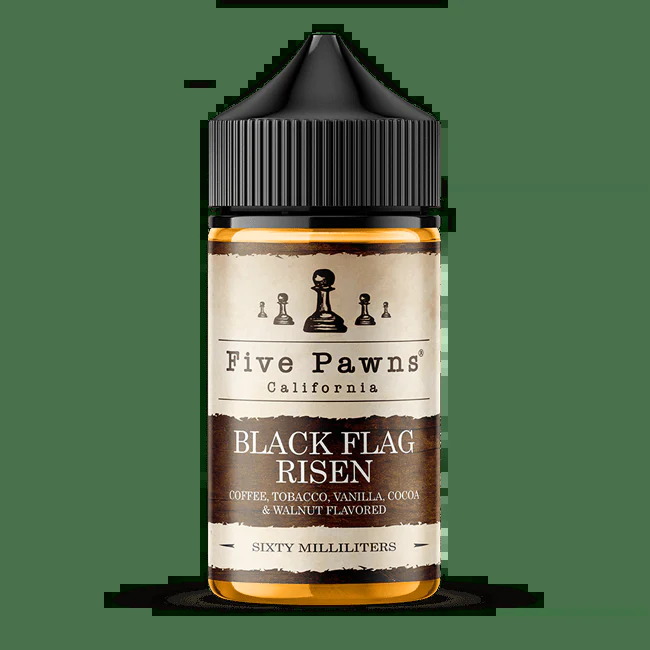 Five Pawns®
California
BLACK FLAG
RISEN
COFFEE, TOBACCO, VANILLA, COCOA
& WALNUT FLAVORED
SIXTY MILLILITERS